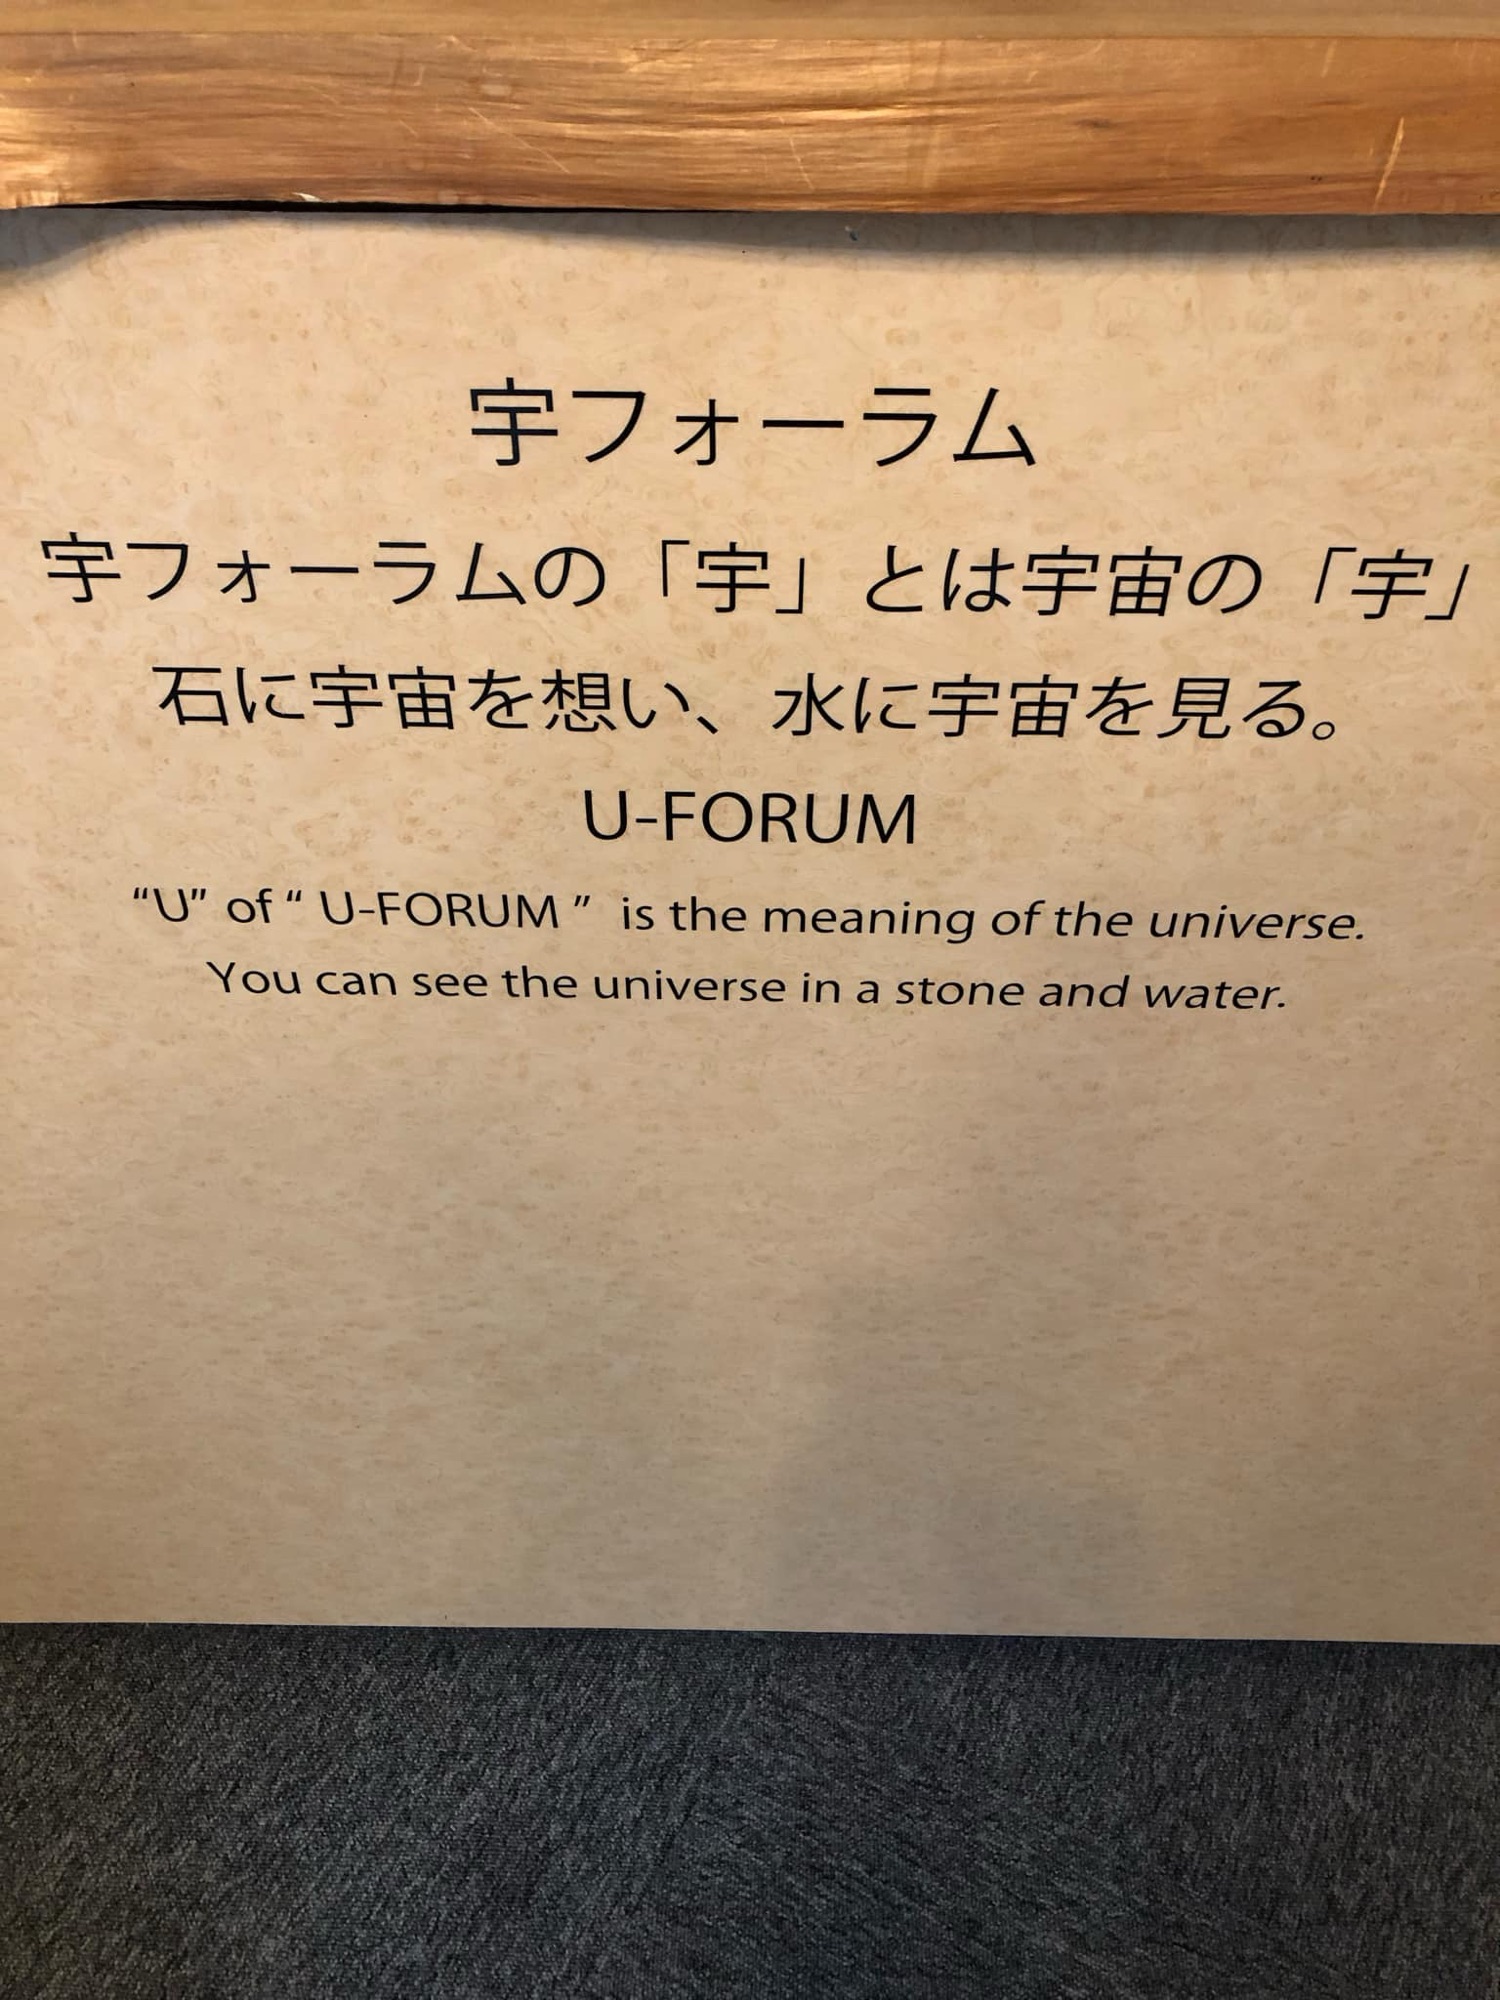 宇フォーラム
宇フォーラムの「宇」とは宇宙の「宇」
石に宇宙を想い、水に宇宙を見る。
U-FORUM
“U” of “ U-FORUM ” is the meaning of the universe.
You can see the universe in a stone and water.